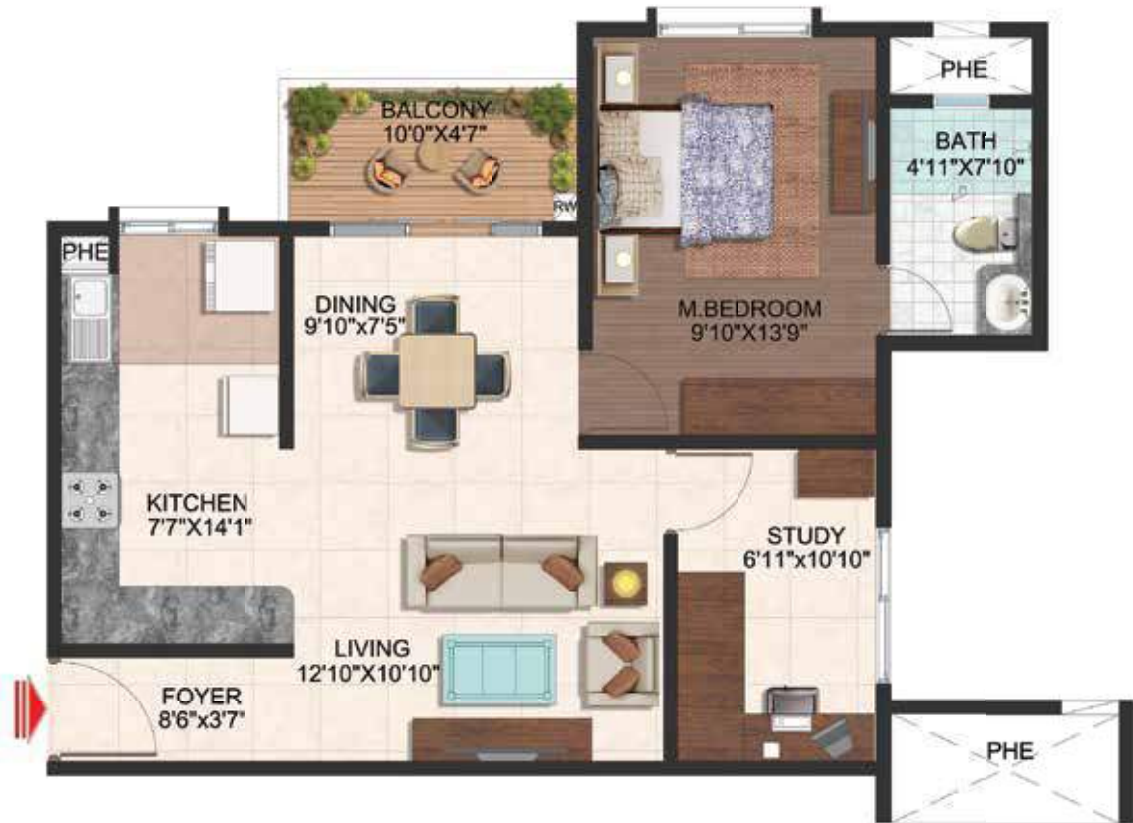 PHE
BALCONY
10'0"X4'7"
BATH
4'11"X7'10"
RW
PHE
DINING
9'10"x7'5"
M.BEDROOM
9'10"X13'9"
KITCHEN
7'7"X14'1"
STUDY
6'11"x10'10"
LIVING
12'10"X10'10"
FOYER
8'6"x3'7"
PHE